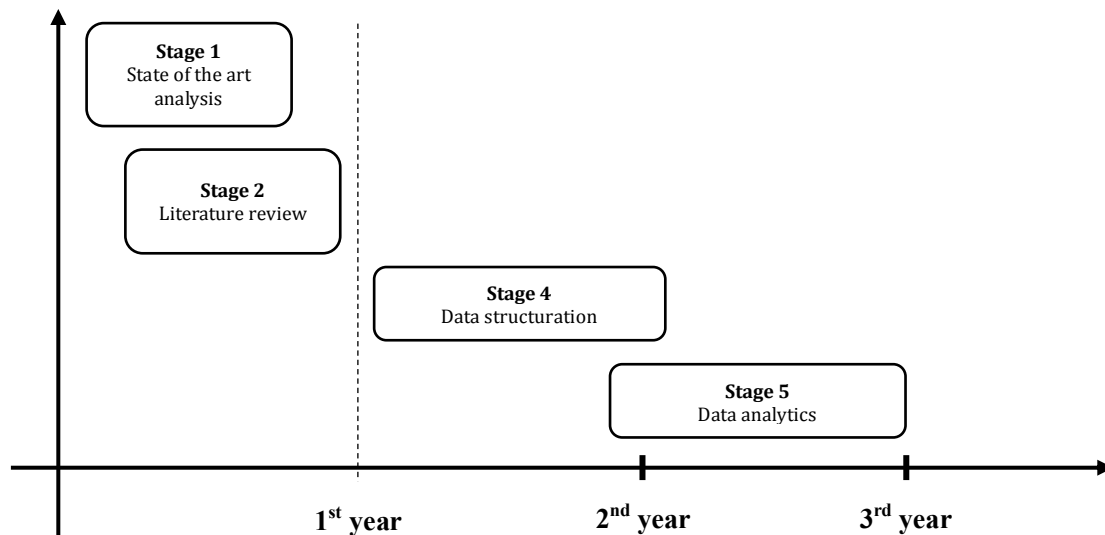 Stage 1
State of the art
analysis
Stage 2
Literature review
Stage 4
Data structuration
Stage 5
Data analytics
1st year
2nd year
3rd year